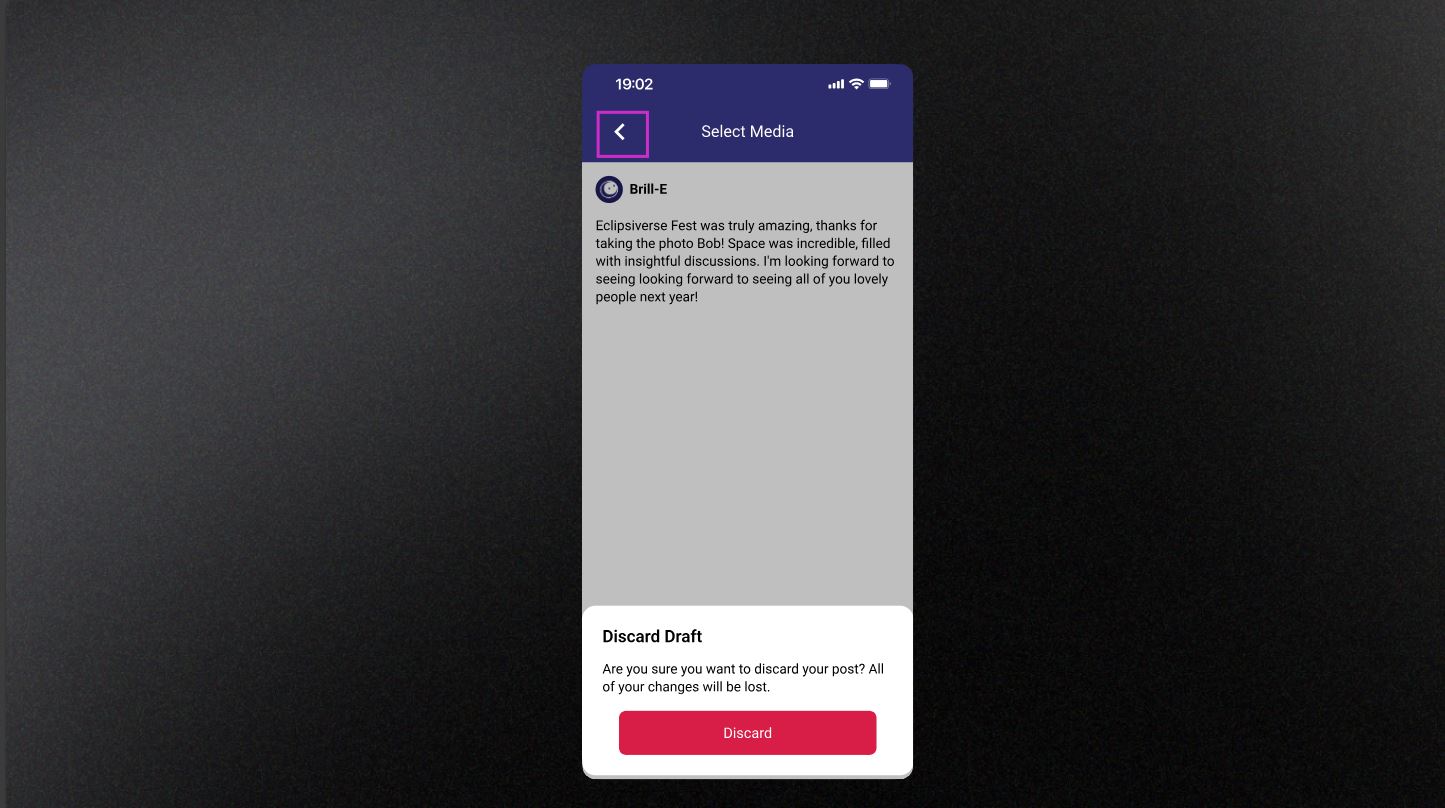 19:02
Select Media
Brill-E
Eclipsiverse Fest was truly amazing, thanks for
taking the photo Bob! Space was incredible, filled
with insightful discussions. I'm looking forward to
seeing looking forward to seeing all of you lovely
people next year!
Discard Draft
Are you sure you want to discard your post? All
of your changes will be lost.
Discard